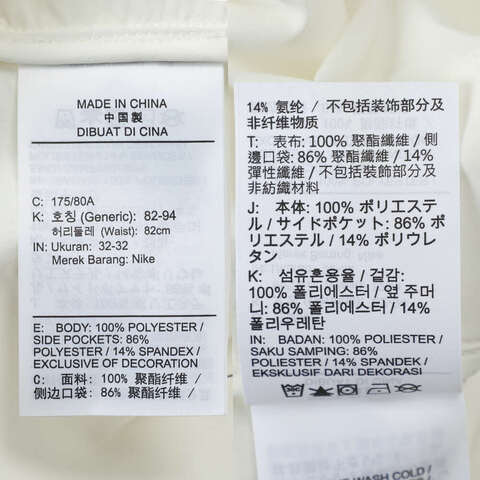 MADE IN CHINA
中国製
DIBUAT DI CINA
C: 175/80A
K: 호칭 (Generic): 82-94
허리둘레 (Waist): 82cm
IN: Ukuran: 32-32
Merek Barang: Nike
E: BODY: 100% POLYESTER /
SIDE POCKETS: 86%
POLYESTER / 14% SPANDEX /
EXCLUSIVE OF DECORATION
C: 面料: 100% 聚酯纤维 /
侧边口袋: 86% 聚酯纤维 /
14% 氨纶 / 不包括装饰部分及
非纤维物质
T: 表布: 100% 聚酯纖維 / 側
邊口袋: 86% 聚酯纖維 / 14%
彈性纖維 / 不包括裝飾部分及
非紡織材料
J: 本体: 100% ポリエステ
ル / サイドポケット: 86% ポ
リエステル / 14% ポリウレ
タン
K: 섬유혼용율 / 겉감:
100% 폴리에스터 / 옆 주머
니: 86% 폴리에스터 / 14%
폴리우레탄
IN: BADAN: 100% POLIESTER /
SAKU SAMPING: 86%
POLIESTER / 14% SPANDEK /
EKSKLUSIF DARI DEKORASI
WASH COLD /